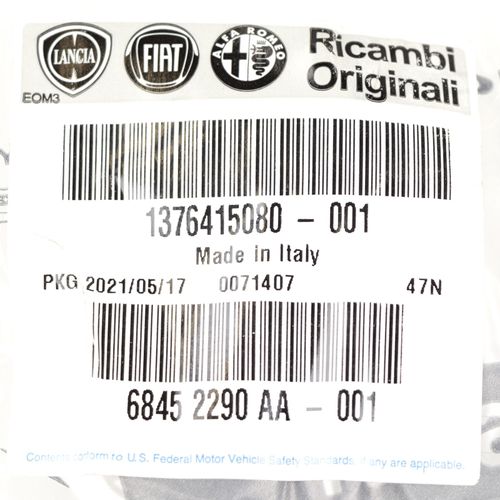 LANCIA FIAT ALFA ROMEO Ricambi
Originali
EOM3
1376415080 - 001
Made in Italy
PKG 2021/05/17 0071407 47N
6845 2290 AA - 001
Contents conform to U.S. Federal Motor Vehicle Safety Standards, if any are applicable.